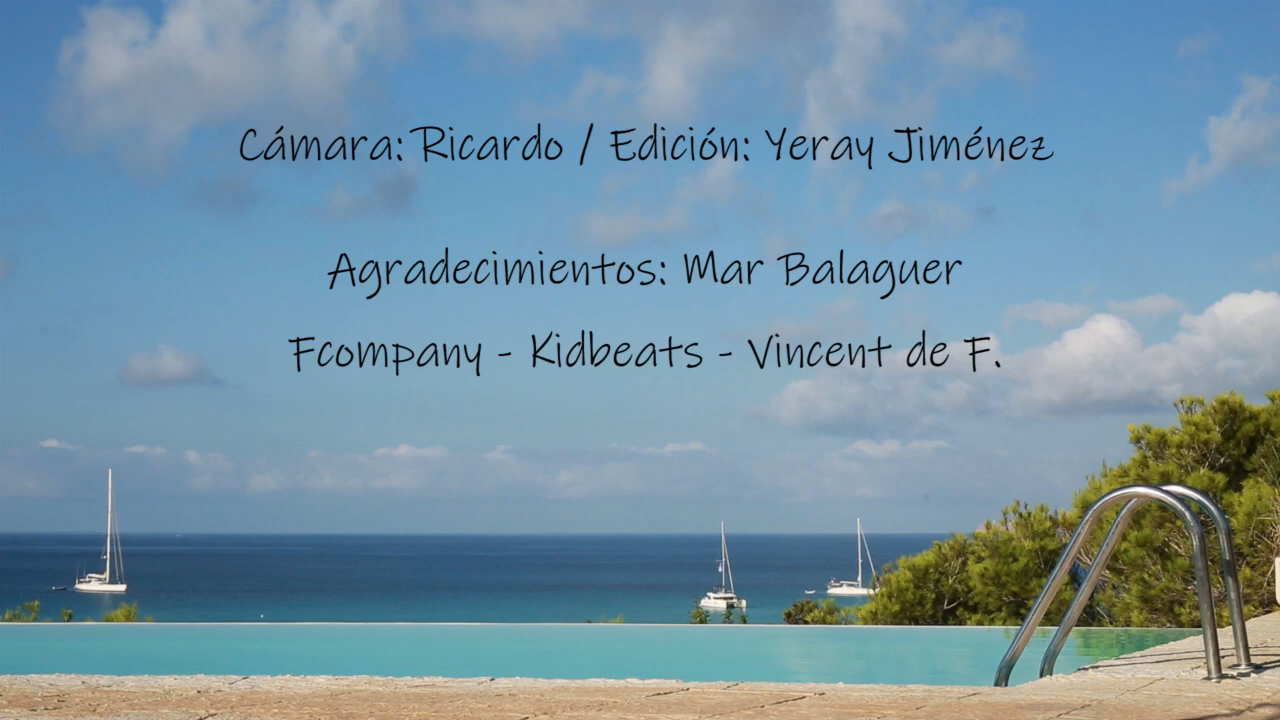 Cámara: Ricardo / Edición: Yeray Jiménez
Agradecimientos: Mar Balaguer
Fcompany - Kidbeats - Vincent de F.